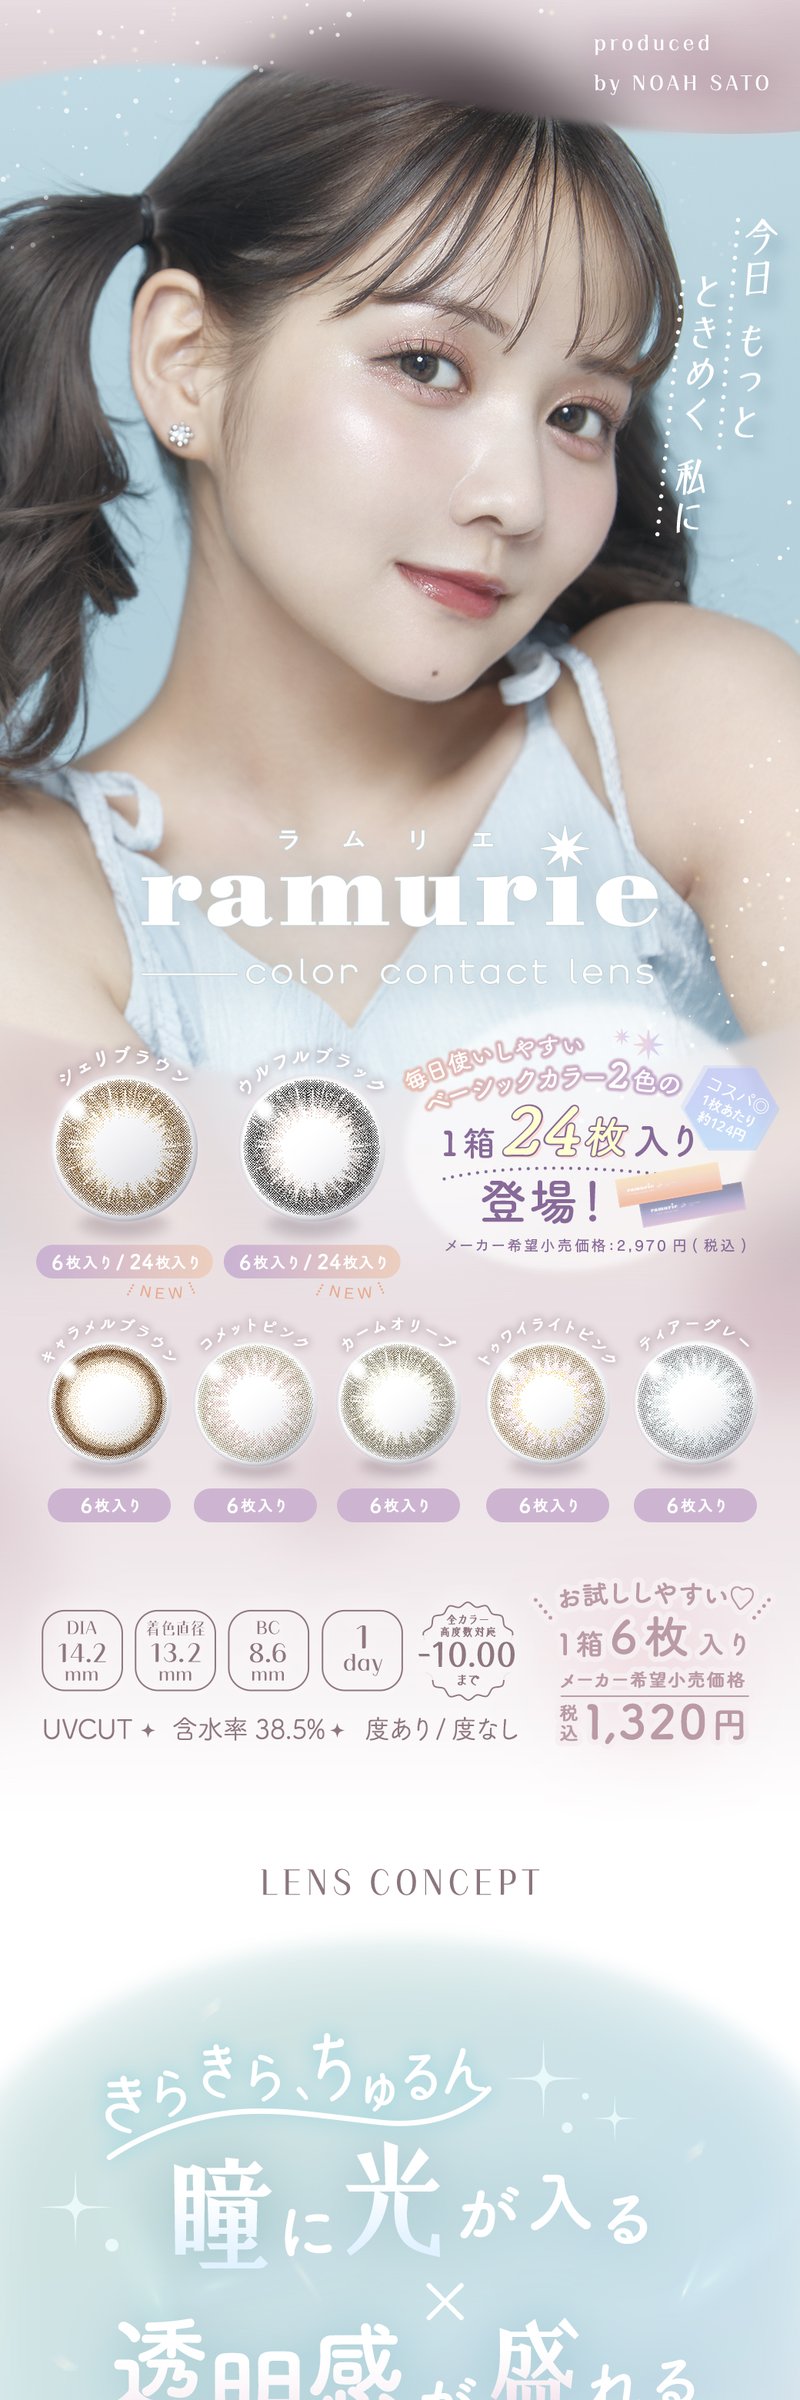 produced
by NOAH SATO
今日 もっと
ときめく 私に
ラムリエ
ramurie
color contact lens
シェリブラウン
6枚入り / 24枚入り
NEW
ウルフルブラック
6枚入り / 24枚入り
NEW
毎日使いしやすい
ベーシックカラー2色の
1箱24枚入り
登場!
コスパ◎
1枚あたり
約124円
ramurie
ramurie
メーカー希望小売価格:2,970円(税込)
キャラメルブラウン
6枚入り
コメットピンク
6枚入り
カームオリーブ
6枚入り
トゥワイライトピンク
6枚入り
ティアーグレー
6枚入り
DIA
14.2
mm
着色直径
13.2
mm
BC
8.6
mm
1
day
全カラー
高度数対応
-10.00
まで
UVCUT ✦ 含水率 38.5% ✦ 度あり / 度なし
お試ししやすい♡
1箱6枚入り
メーカー希望小売価格
税込1,320円
LENS CONCEPT
きらきら、ちゅるん
瞳に光が入る
×
透明感が盛れる